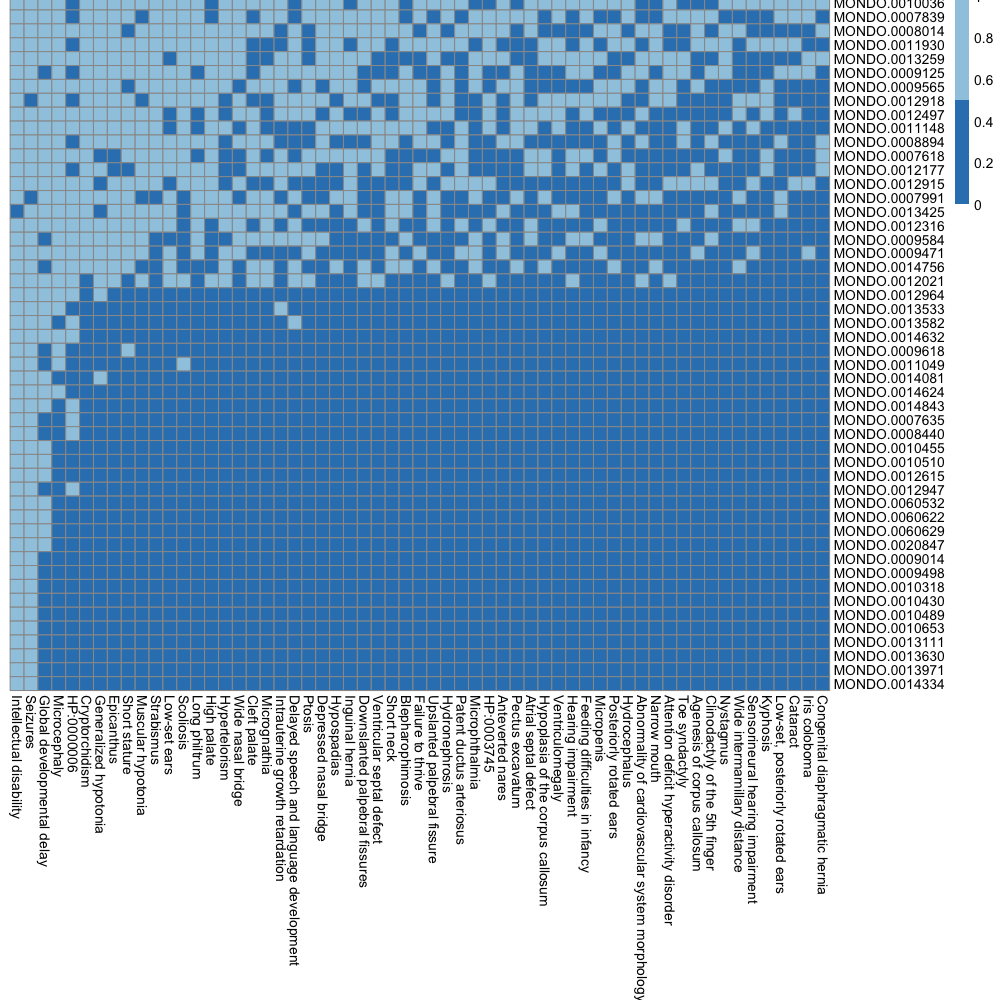 MONDO.0010036
MONDO.0007839
MONDO.0008014
MONDO.0011930
MONDO.0013259
MONDO.0009125
MONDO.0009565
MONDO.0012918
MONDO.0012497
MONDO.0011148
MONDO.0008894
MONDO.0007618
MONDO.0012177
MONDO.0012915
MONDO.0007991
MONDO.0013425
MONDO.0012316
MONDO.0009584
MONDO.0009471
MONDO.0014756
MONDO.0012021
MONDO.0012964
MONDO.0013533
MONDO.0013582
MONDO.0014632
MONDO.0009618
MONDO.0011049
MONDO.0014081
MONDO.0014624
MONDO.0014843
MONDO.0007635
MONDO.0008440
MONDO.0010455
MONDO.0010510
MONDO.0012615
MONDO.0012947
MONDO.0060532
MONDO.0060622
MONDO.0060629
MONDO.0020847
MONDO.0009014
MONDO.0009498
MONDO.0010318
MONDO.0010430
MONDO.0010489
MONDO.0010653
MONDO.0013111
MONDO.0013630
MONDO.0013971
MONDO.0014334
0.8
0.6
0.4
0.2
0
Intellectual disability
Seizures
Global developmental delay
Microcephaly
HP:0000006
Cryptorchidism
Generalized hypotonia
Epicanthus
Short stature
Muscular hypotonia
Strabismus
Low-set ears
Scoliosis
Long philtrum
High palate
Hypertelorism
Wide nasal bridge
Cleft palate
Micrognathia
Intrauterine growth retardation
Delayed speech and language development
Ptosis
Depressed nasal bridge
Hypospadias
Inguinal hernia
Downslanted palpebral fissures
Ventricular septal defect
Short neck
Blepharophimosis
Failure to thrive
Upslanted palpebral fissure
Hydronephrosis
Patent ductus arteriosus
Microphthalmia
HP:0003745
Anteverted nares
Pectus excavatum
Atrial septal defect
Hypoplasia of the corpus callosum
Ventriculomegaly
Hearing impairment
Feeding difficulties in infancy
Micropenis
Posteriorly rotated ears
Hydrocephalus
Abnormality of cardiovascular system morphology
Narrow mouth
Attention deficit hyperactivity disorder
Toe syndactyly
Agenesis of corpus callosum
Clinodactyly of the 5th finger
Nystagmus
Wide intermamillary distance
Sensorineural hearing impairment
Kyphosis
Low-set, posteriorly rotated ears
Cataract
Iris coloboma
Congenital diaphragmatic hernia